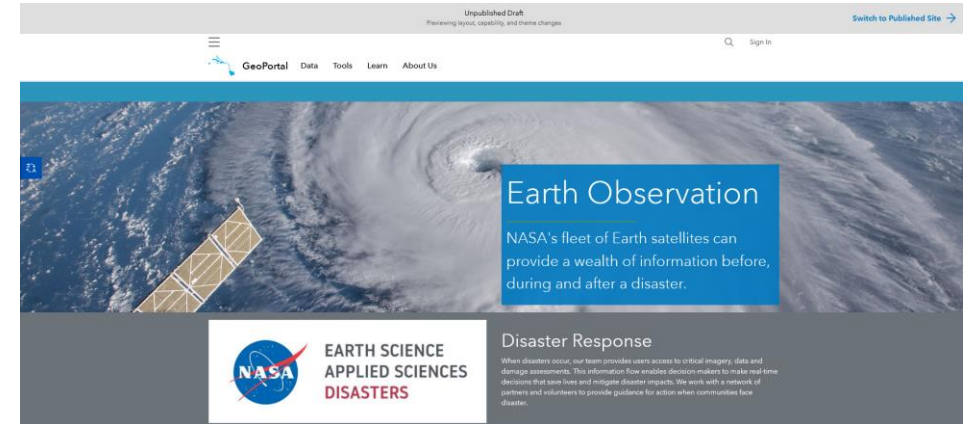 Unpublished Draft
Previewing layout, capability, and theme changes
Switch to Published Site
Sign In
GeoPortal Data Tools Learn About Us
Earth Observation
NASA's fleet of Earth satellites can
provide a wealth of information before,
during and after a disaster.
NASA
EARTH SCIENCE
APPLIED SCIENCES
DISASTERS
Disaster Response
When disasters occur, our team provides users access to critical imagery, data and
damage assessments. This information flow enables decision-makers to make real-time
decisions that save lives and mitigate disaster impacts. We work with a network of
partners and volunteers to provide guidance for action when communities face
disaster.